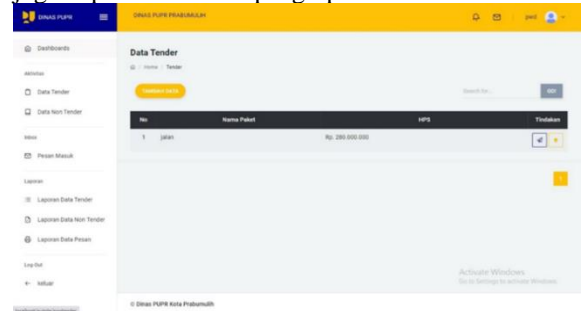 DINAS PUPR
DINAS PUPR PRABUMULIH
pwd
Dashboards
Data Tender
Home / Tender
Aktivitas
Data Tender
Data Non Tender
TAMBAH DATA
Search for...
GO!
No Nama Paket HPS Tindakan
1 jalan Rp. 280.000.000
Inbox
Pesan Masuk
1
Laporan
Laporan Data Tender
Laporan Data Non Tender
Laporan Data Pesan
Log Out
keluar
Activate Windows
Go to Settings to activate Windows.
© Dinas PUPR Kota Prabumulih